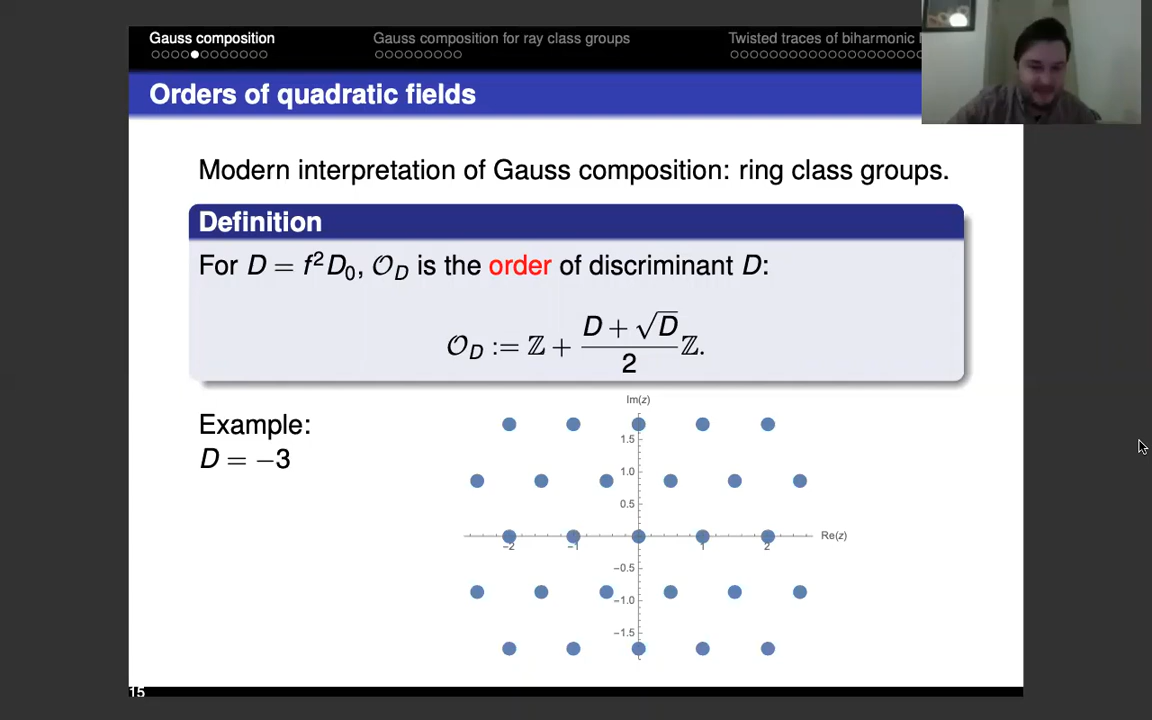 Gauss composition
Gauss composition for ray class groups
Twisted traces of biharmonic
Orders of quadratic fields
Modern interpretation of Gauss composition: ring class groups.
Definition
For D = f²D₀, 𝒪_D is the order of discriminant D:
𝒪_D := ℤ + (D + √D)/2 ℤ.
Example:
D = −3
Im(z)
1.5
1.0
0.5
−2
−1
1
2
Re(z)
−0.5
−1.0
−1.5
15